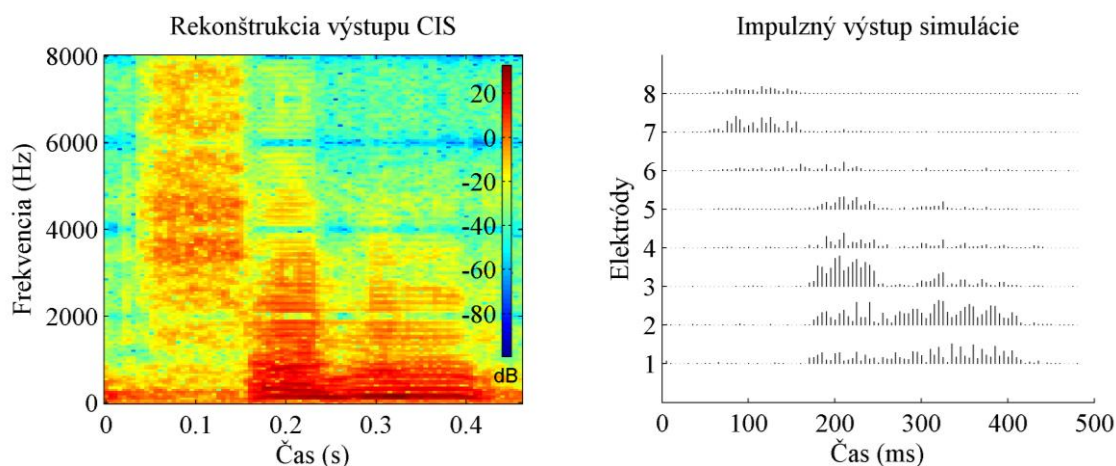 Rekonštrukcia výstupu CIS
8000
6000
4000
2000
0
Frekvencia (Hz)
0 0.1 0.2 0.3 0.4
Čas (s)
20
0
-20
-40
-60
-80
dB
Impulzný výstup simulácie
8
7
6
5
4
3
2
1
Elektródy
0 100 200 300 400 500
Čas (ms)